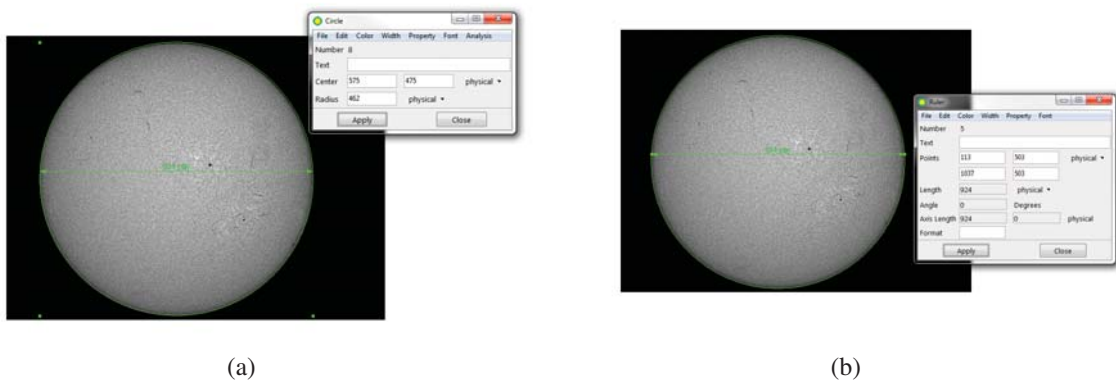 Circle
File Edit Color Width Property Font Analysis
Number 8
Text
Center 575 475 physical
Radius 462 physical
Apply Close
Ruler
File Edit Color Width Property Font
Number 5
Text
Points 113 503 physical
1037 503
Length 924 physical
Angle 0 Degrees
Axis Length 924 0 physical
Format
Apply Close
(a) (b)